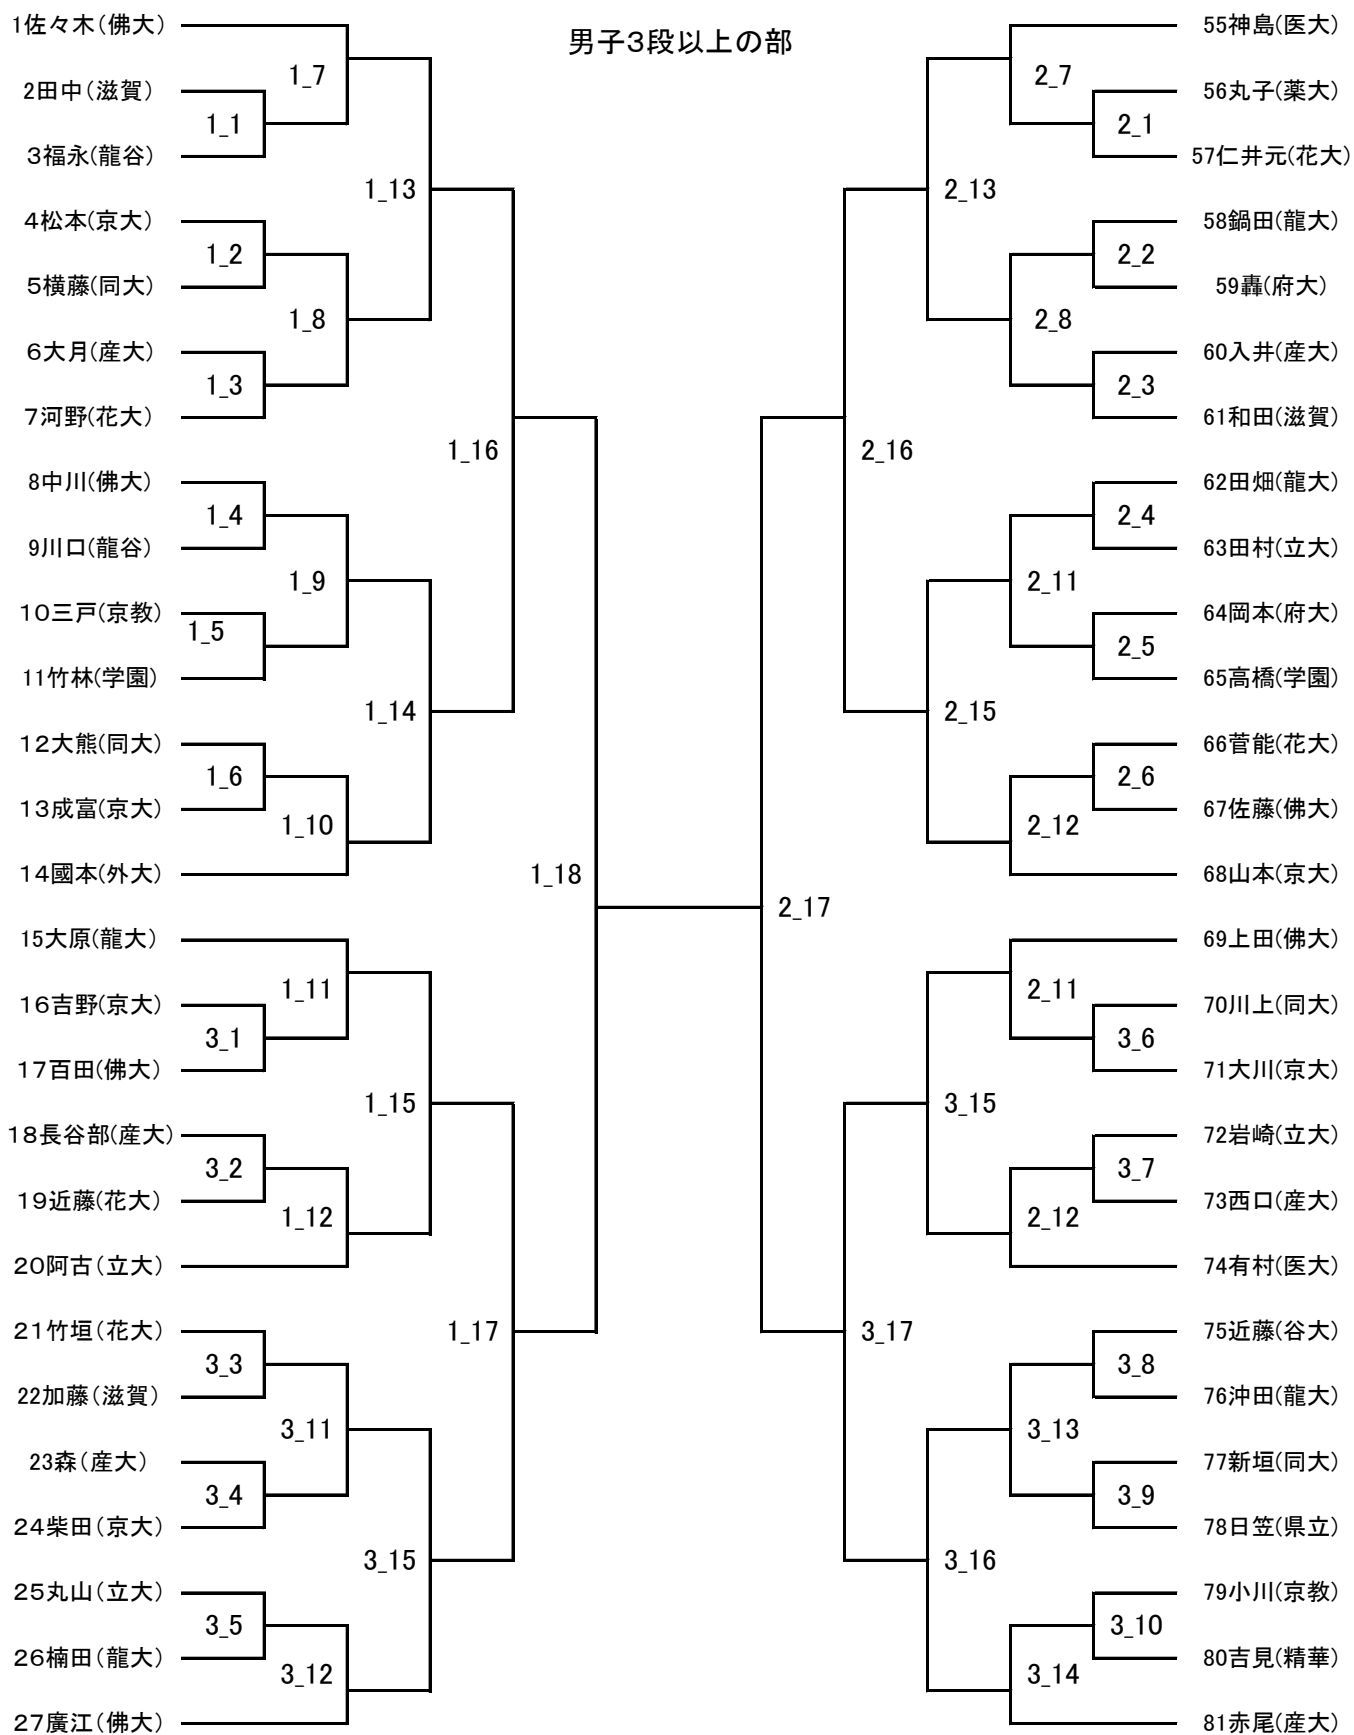 男子３段以上の部
1佐々木(佛大)
2田中(滋賀)
3福永(龍谷)
4松本(京大)
5横藤(同大)
6大月(産大)
7河野(花大)
8中川(佛大)
9川口(龍谷)
10三戸(京教)
11竹林(学園)
12大熊(同大)
13成富(京大)
14國本(外大)
15大原(龍大)
16吉野(京大)
17百田(佛大)
18長谷部(産大)
19近藤(花大)
20阿古(立大)
21竹垣(花大)
22加藤(滋賀)
23森(産大)
24柴田(京大)
25丸山(立大)
26楠田(龍大)
27廣江(佛大)
1_1
1_2
1_3
1_4
1_5
1_6
3_1
3_2
3_3
3_4
3_5
1_7
1_8
1_9
1_10
1_11
1_12
3_11
3_12
1_13
1_14
1_15
3_15
1_16
1_17
1_18
2_17
2_16
3_17
2_13
2_15
3_15
3_16
2_7
2_8
2_11
2_12
2_11
2_12
3_13
3_14
2_1
2_2
2_3
2_4
2_5
2_6
3_6
3_7
3_8
3_9
3_10
55神島(医大)
56丸子(薬大)
57仁井元(花大)
58鍋田(龍大)
59轟(府大)
60入井(産大)
61和田(滋賀)
62田畑(龍大)
63田村(立大)
64岡本(府大)
65高橋(学園)
66菅能(花大)
67佐藤(佛大)
68山本(京大)
69上田(佛大)
70川上(同大)
71大川(京大)
72岩崎(立大)
73西口(産大)
74有村(医大)
75近藤(谷大)
76沖田(龍大)
77新垣(同大)
78日笠(県立)
79小川(京教)
80吉見(精華)
81赤尾(産大)